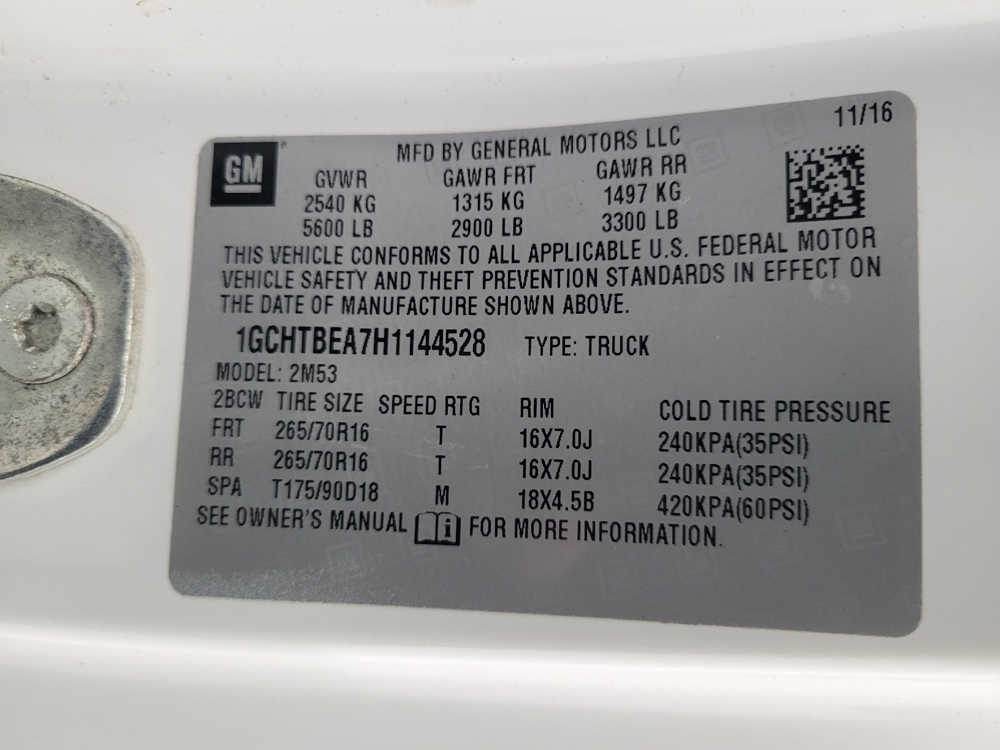 11/16
GM
MFD BY GENERAL MOTORS LLC
GVWR GAWR FRT GAWR RR
2540 KG 1315 KG 1497 KG
5600 LB 2900 LB 3300 LB
THIS VEHICLE CONFORMS TO ALL APPLICABLE U.S. FEDERAL MOTOR
VEHICLE SAFETY AND THEFT PREVENTION STANDARDS IN EFFECT ON
THE DATE OF MANUFACTURE SHOWN ABOVE.
1GCHTBEA7H1144528 TYPE: TRUCK
MODEL: 2M53
2BCW TIRE SIZE SPEED RTG RIM COLD TIRE PRESSURE
FRT 265/70R16 T 16X7.0J 240KPA(35PSI)
RR 265/70R16 T 16X7.0J 240KPA(35PSI)
SPA T175/90D18 M 18X4.5B 420KPA(60PSI)
SEE OWNER'S MANUAL i FOR MORE INFORMATION.